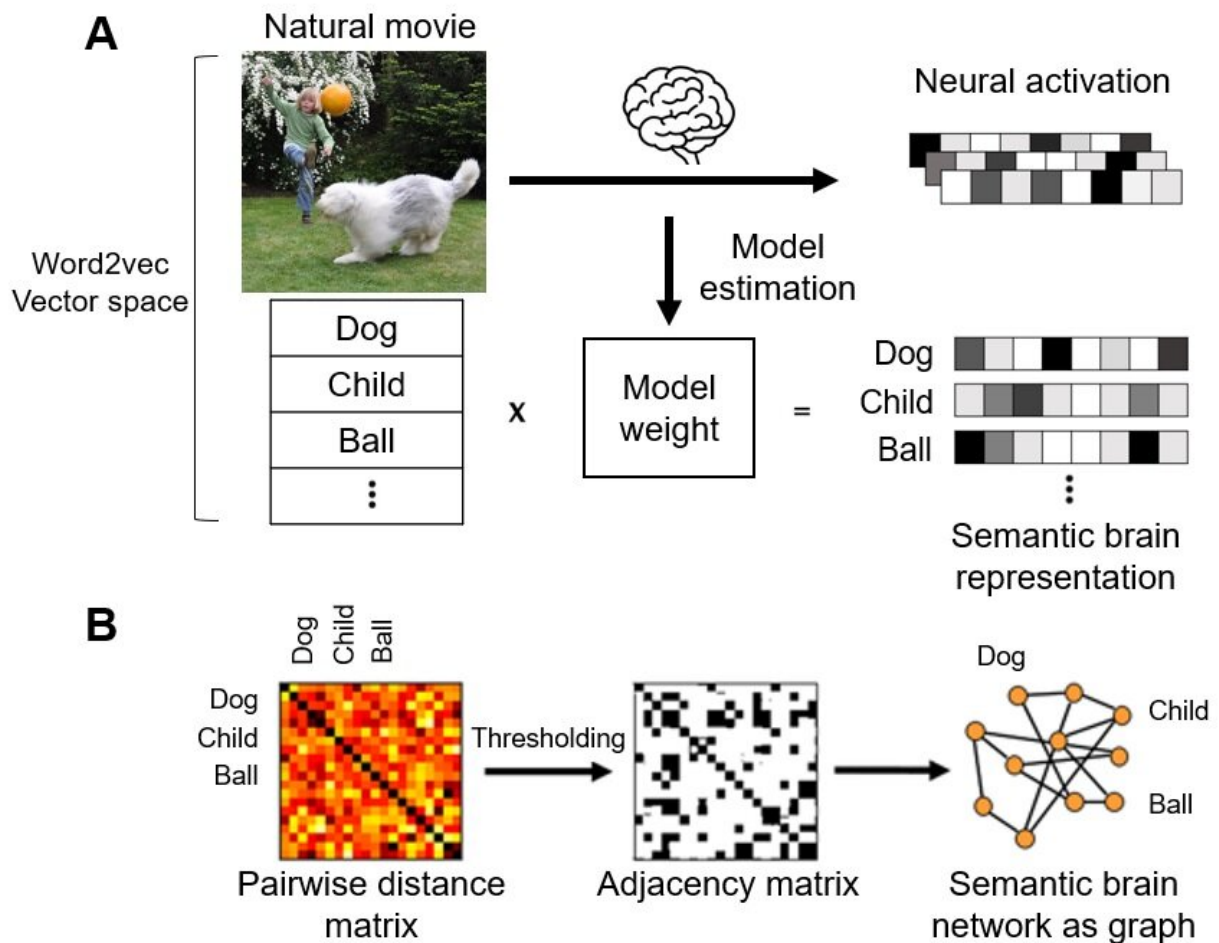 A
Natural movie
Neural activation
Word2vec
Vector space
Model
estimation
Dog
Child
Ball
⋮
x
Model
weight
=
Dog
Child
Ball
⋮
Semantic brain
representation
B
Dog
Child
Ball
Dog
Child
Ball
Thresholding
Dog
Child
Ball
Pairwise distance
matrix
Adjacency matrix
Semantic brain
network as graph